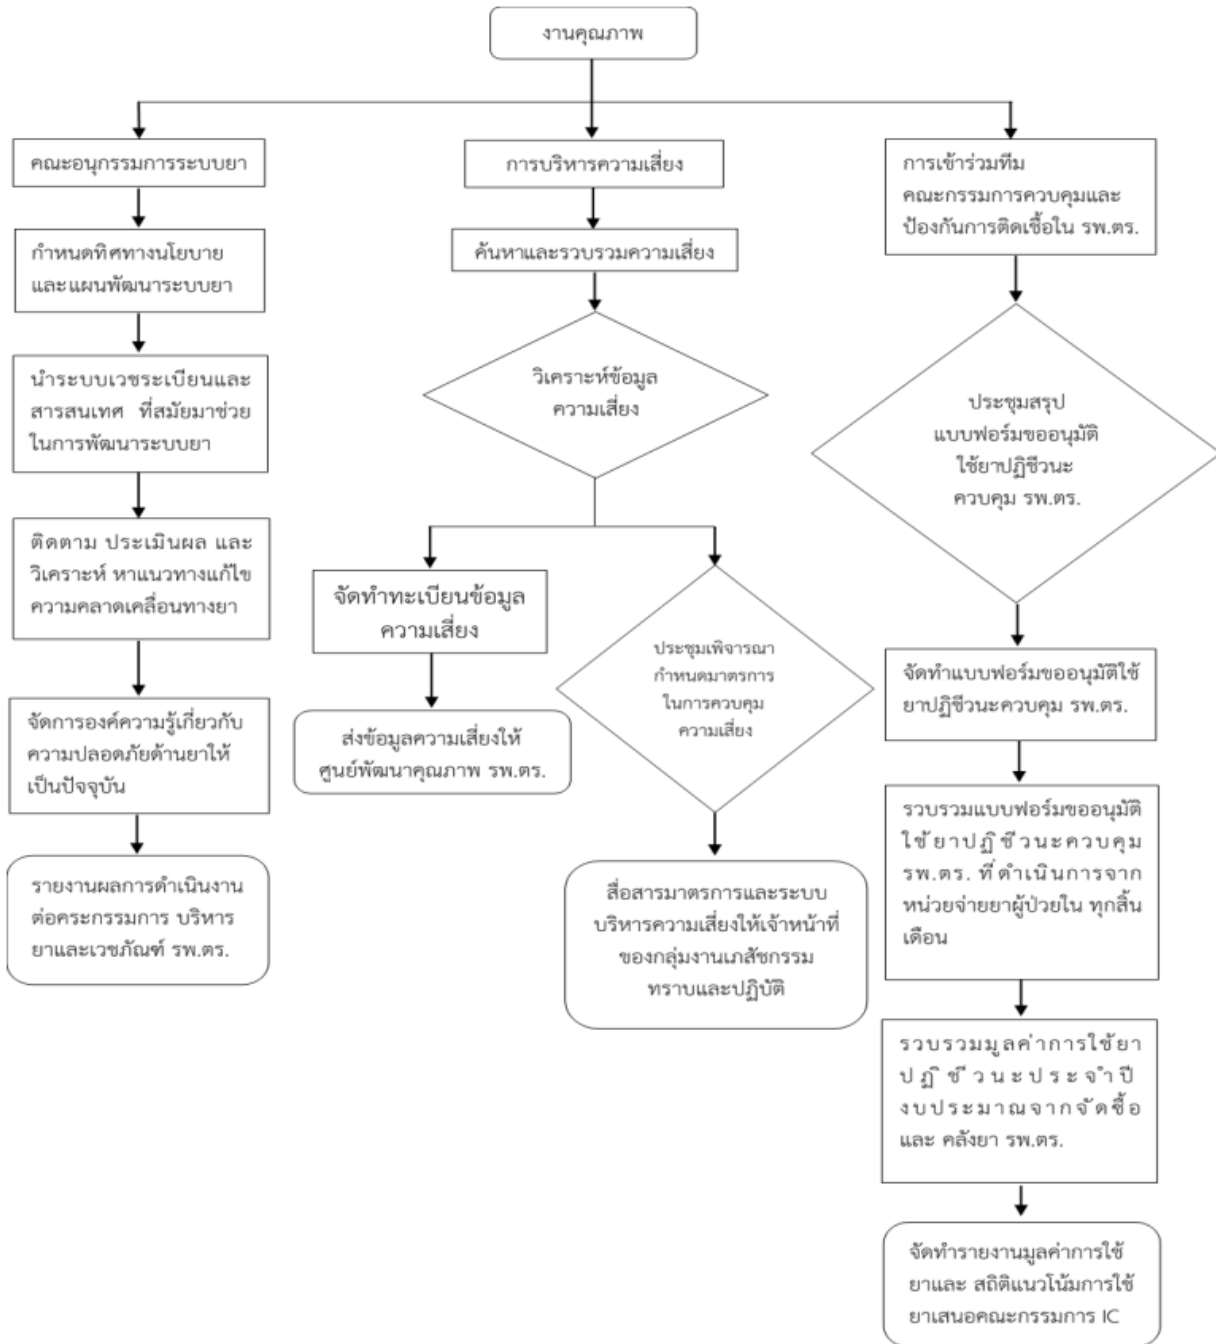 งานคุณภาพ
คณะอนุกรรมการระบบยา
กำหนดทิศทางนโยบาย
และแผนพัฒนาระบบยา
นำระบบเวชระเบียนและ
สารสนเทศ ที่สมัยมาช่วย
ในการพัฒนาระบบยา
ติดตาม ประเมินผล และ
วิเคราะห์ หาแนวทางแก้ไข
ความคลาดเคลื่อนทางยา
จัดการองค์ความรู้เกี่ยวกับ
ความปลอดภัยด้านยาให้
เป็นปัจจุบัน
รายงานผลการดำเนินงาน
ต่อคระกรรมการ บริหาร
ยาและเวชภัณฑ์ รพ.ตร.
การบริหารความเสี่ยง
ค้นหาและรวบรวมความเสี่ยง
วิเคราะห์ข้อมูล
ความเสี่ยง
จัดทำทะเบียนข้อมูล
ความเสี่ยง
ส่งข้อมูลความเสี่ยงให้
ศูนย์พัฒนาคุณภาพ รพ.ตร.
ประชุมเพิจารณา
กำหนดมาตรการ
ในการควบคุม
ความเสี่ยง
สื่อสารมาตรการและระบบ
บริหารความเสี่ยงให้เจ้าหน้าที่
ของกลุ่มงานเภสัชกรรม
ทราบและปฏิบัติ
การเข้าร่วมทีม
คณะกรรมการควบคุมและ
ป้องกันการติดเชื้อใน รพ.ตร.
ประชุมสรุป
แบบฟอร์มขออนุมัติ
ใช้ยาปฏิชีวนะ
ควบคุม รพ.ตร.
จัดทำแบบฟอร์มขออนุมัติใช้
ยาปฏิชีวนะควบคุม รพ.ตร.
รวบรวมแบบฟอร์มขออนุมัติ
ใช้ยาปฏิชีวนะควบคุม
รพ.ตร. ที่ดำเนินการจาก
หน่วยจ่ายยาผู้ป่วยใน ทุกสิ้น
เดือน
รวบรวมมูลค่าการใช้ยา
ปฏิชีวนะประจำปี
งบประมาณจากจัดซื้อ
และ คลังยา รพ.ตร.
จัดทำรายงานมูลค่าการใช้
ยาและ สถิติแนวโน้มการใช้
ยาเสนอคณะกรรมการ IC